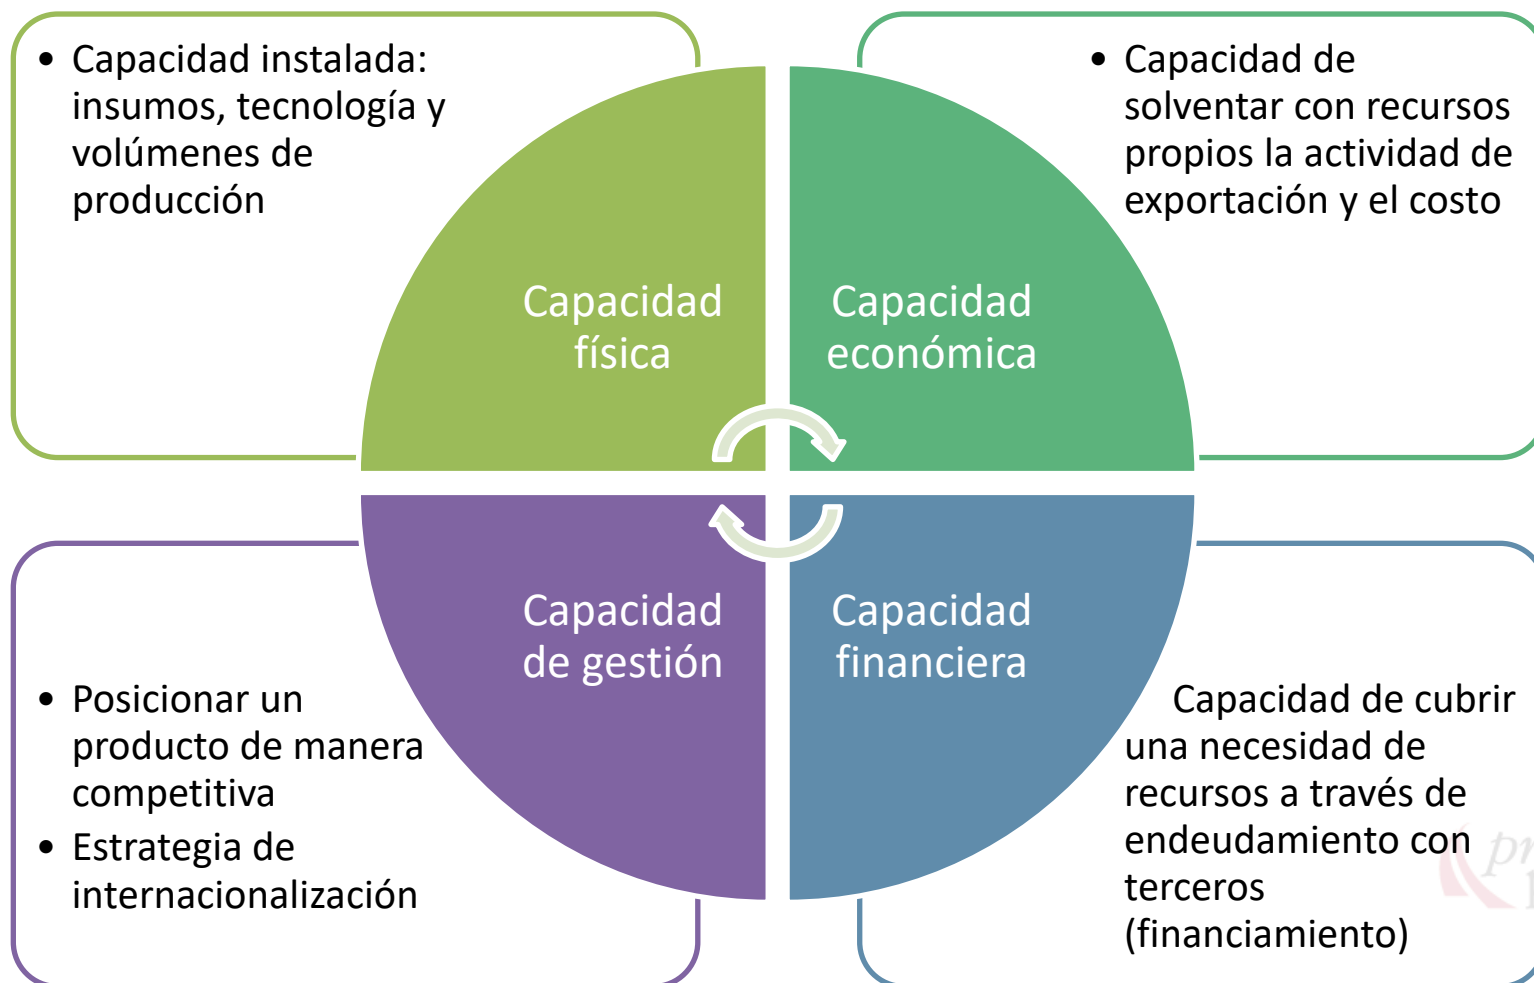 • Capacidad instalada:
insumos, tecnología y
volúmenes de
producción
• Capacidad de
solventar con recursos
propios la actividad de
exportación y el costo
Capacidad
física
Capacidad
económica
Capacidad
de gestión
Capacidad
financiera
• Posicionar un
producto de manera
competitiva
• Estrategia de
internacionalización
Capacidad de cubrir
una necesidad de
recursos a través de
endeudamiento con
terceros
(financiamiento)